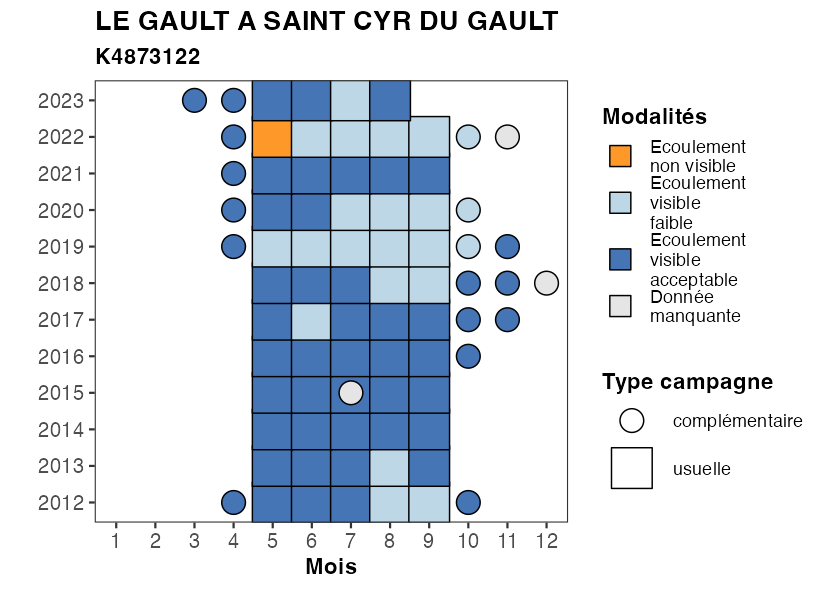 LE GAULT A SAINT CYR DU GAULT
K4873122
2023
2022
2021
2020
2019
2018
2017
2016
2015
2014
2013
2012
1 2 3 4 5 6 7 8 9 10 11 12
Mois
Modalités
Ecoulement
non visible
Ecoulement
visible
faible
Ecoulement
visible
acceptable
Donnée
manquante
Type campagne
complémentaire
usuelle